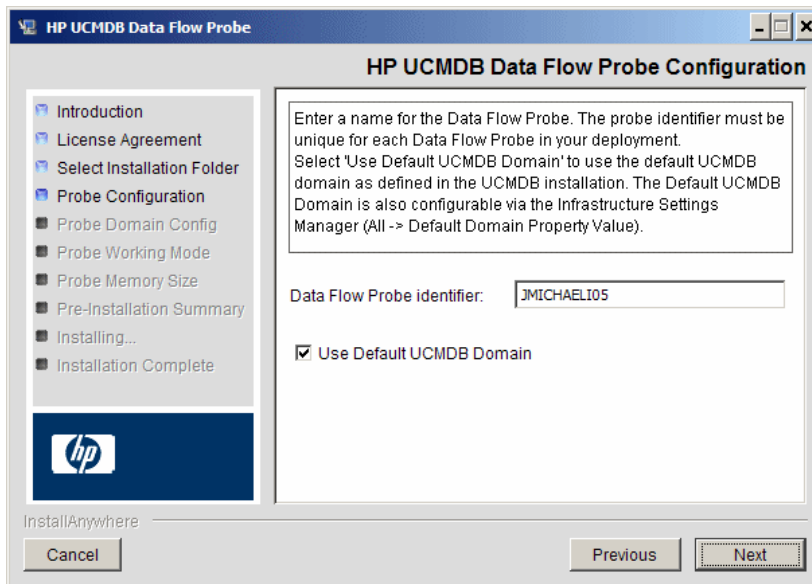 HP UCMDB Data Flow Probe
HP UCMDB Data Flow Probe Configuration
Introduction
License Agreement
Select Installation Folder
Probe Configuration
Probe Domain Config
Probe Working Mode
Probe Memory Size
Pre-Installation Summary
Installing...
Installation Complete
hp
Enter a name for the Data Flow Probe. The probe identifier must be
unique for each Data Flow Probe in your deployment.
Select 'Use Default UCMDB Domain' to use the default UCMDB
domain as defined in the UCMDB installation. The Default UCMDB
Domain is also configurable via the Infrastructure Settings
Manager (All -> Default Domain Property Value).
Data Flow Probe identifier: JMICHAELI05
Use Default UCMDB Domain
InstallAnywhere
Cancel Previous Next